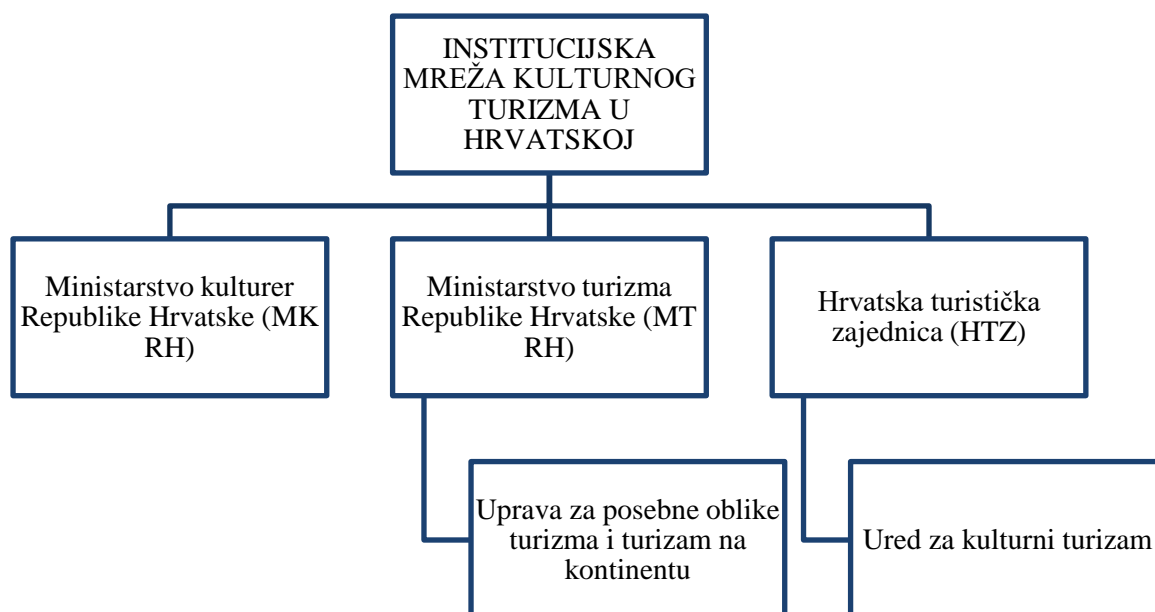 INSTITUCIJSKA
MREŽA KULTURNOG
TURIZMA U
HRVATSKOJ
Ministarstvo kulturer
Republike Hrvatske (MK
RH)
Ministarstvo turizma
Republike Hrvatske (MT
RH)
Hrvatska turistička
zajednica (HTZ)
Uprava za posebne oblike
turizma i turizam na
kontinentu
Ured za kulturni turizam